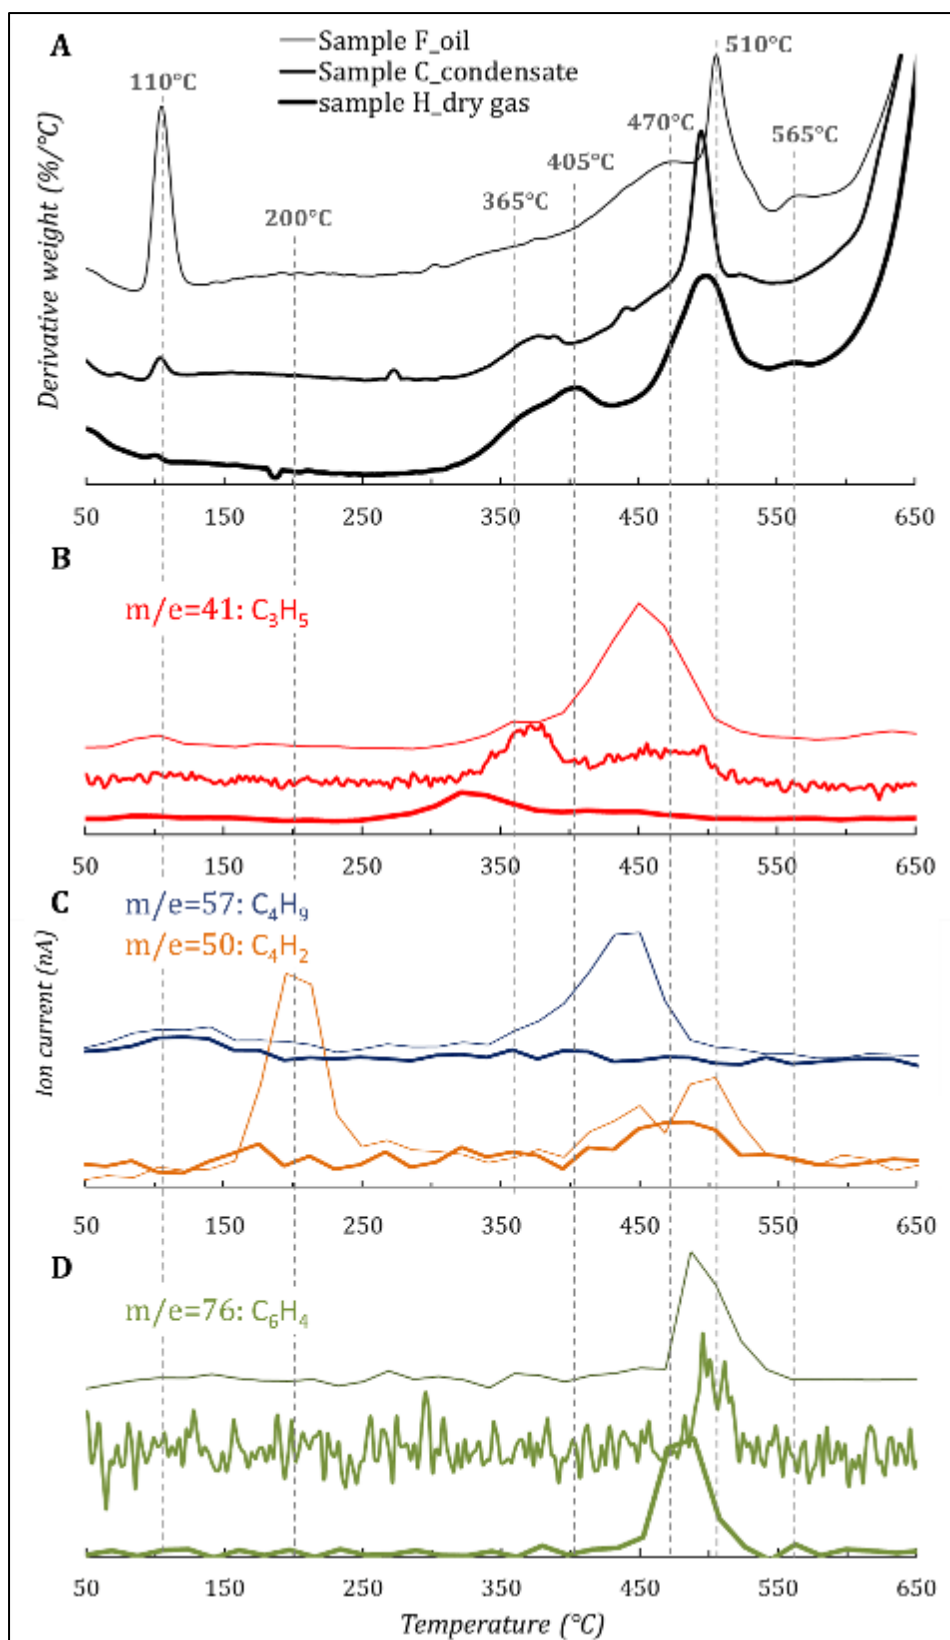 A
Sample F_oil
Sample C_condensate
sample H_dry gas
110°C
200°C
365°C
405°C
470°C
510°C
565°C
Derivative weight (%/°C)
50 150 250 350 450 550 650
B
m/e=41: C₃H₅
50 150 250 350 450 550 650
C
m/e=57: C₄H₉
m/e=50: C₄H₂
Ion current (nA)
50 150 250 350 450 550 650
D
m/e=76: C₆H₄
50 150 250 350 450 550 650
Temperature (°C)